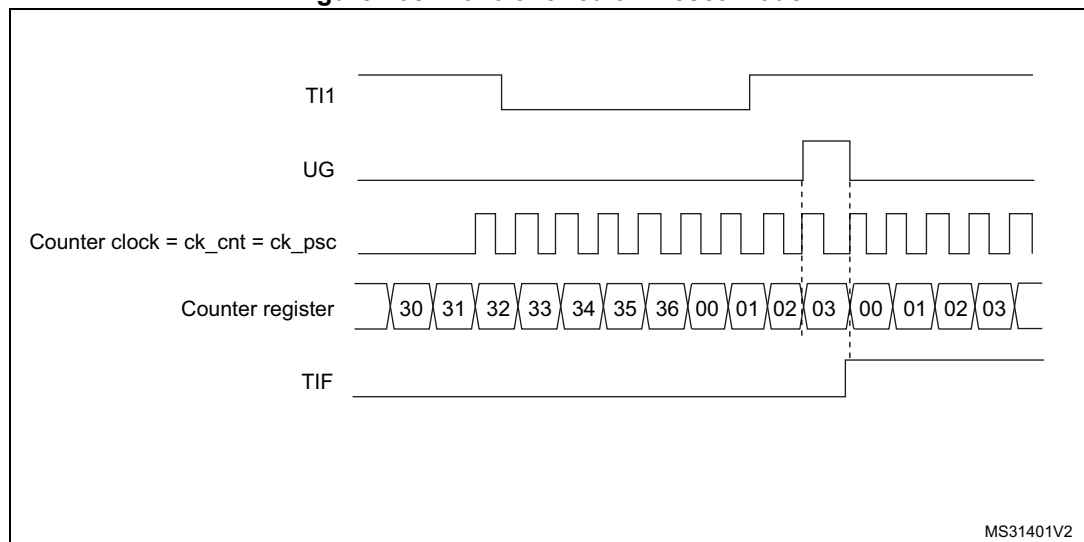 TI1
UG
Counter clock = ck_cnt = ck_psc
Counter register 30 31 32 33 34 35 36 00 01 02 03 00 01 02 03
TIF
MS31401V2